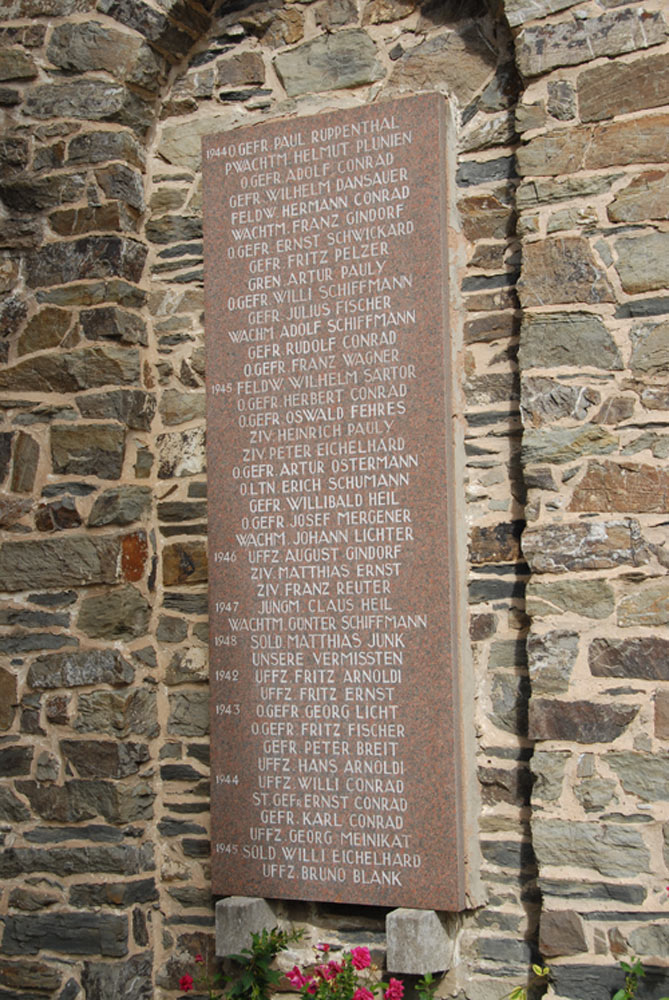 1944 O.GEFR. PAUL RUPPENTHAL
P.WACHTM. HELMUT PLUNIEN
O.GEFR. ADOLF CONRAD
GEFR. WILHELM DANSAUER
FELDW. HERMANN CONRAD
WACHTM. FRANZ GINDORF
O.GEFR. ERNST SCHWICKARD
GEFR. FRITZ PELZER
GREN. ARTUR PAULY
O.GEFR. WILLI SCHIFFMANN
GEFR. JULIUS FISCHER
WACHM. ADOLF SCHIFFMANN
GEFR. RUDOLF CONRAD
O.GEFR. FRANZ WAGNER
1945 FELDW. WILHELM SARTOR
O.GEFR. HERBERT CONRAD
O.GEFR. OSWALD FEHRES
ZIV. HEINRICH PAULY
ZIV. PETER EICHELHARD
O.GEFR. ARTUR OSTERMANN
O.LTN. ERICH SCHUMANN
GEFR. WILLIBALD HEIL
O.GEFR. JOSEF MERGENER
WACHM. JOHANN LICHTER
1946 UFFZ. AUGUST GINDORF
ZIV. MATTHIAS ERNST
ZIV. FRANZ REUTER
1947 JUNGM. CLAUS HEIL
WACHTM. GÜNTER SCHIFFMANN
1948 SOLD. MATTHIAS JUNK
UNSERE VERMISSTEN
1942 UFFZ. FRITZ ARNOLDI
UFFZ. FRITZ ERNST
1943 O.GEFR. GEORG LICHT
O.GEFR. FRITZ FISCHER
GEFR. PETER BREIT
UFFZ. HANS ARNOLDI
1944 UFFZ. WILLI CONRAD
ST.GEFR. ERNST CONRAD
GEFR. KARL CONRAD
UFFZ. GEORG MEINIKAT
1945 SOLD. WILLI EICHELHARD
UFFZ. BRUNO BLANK